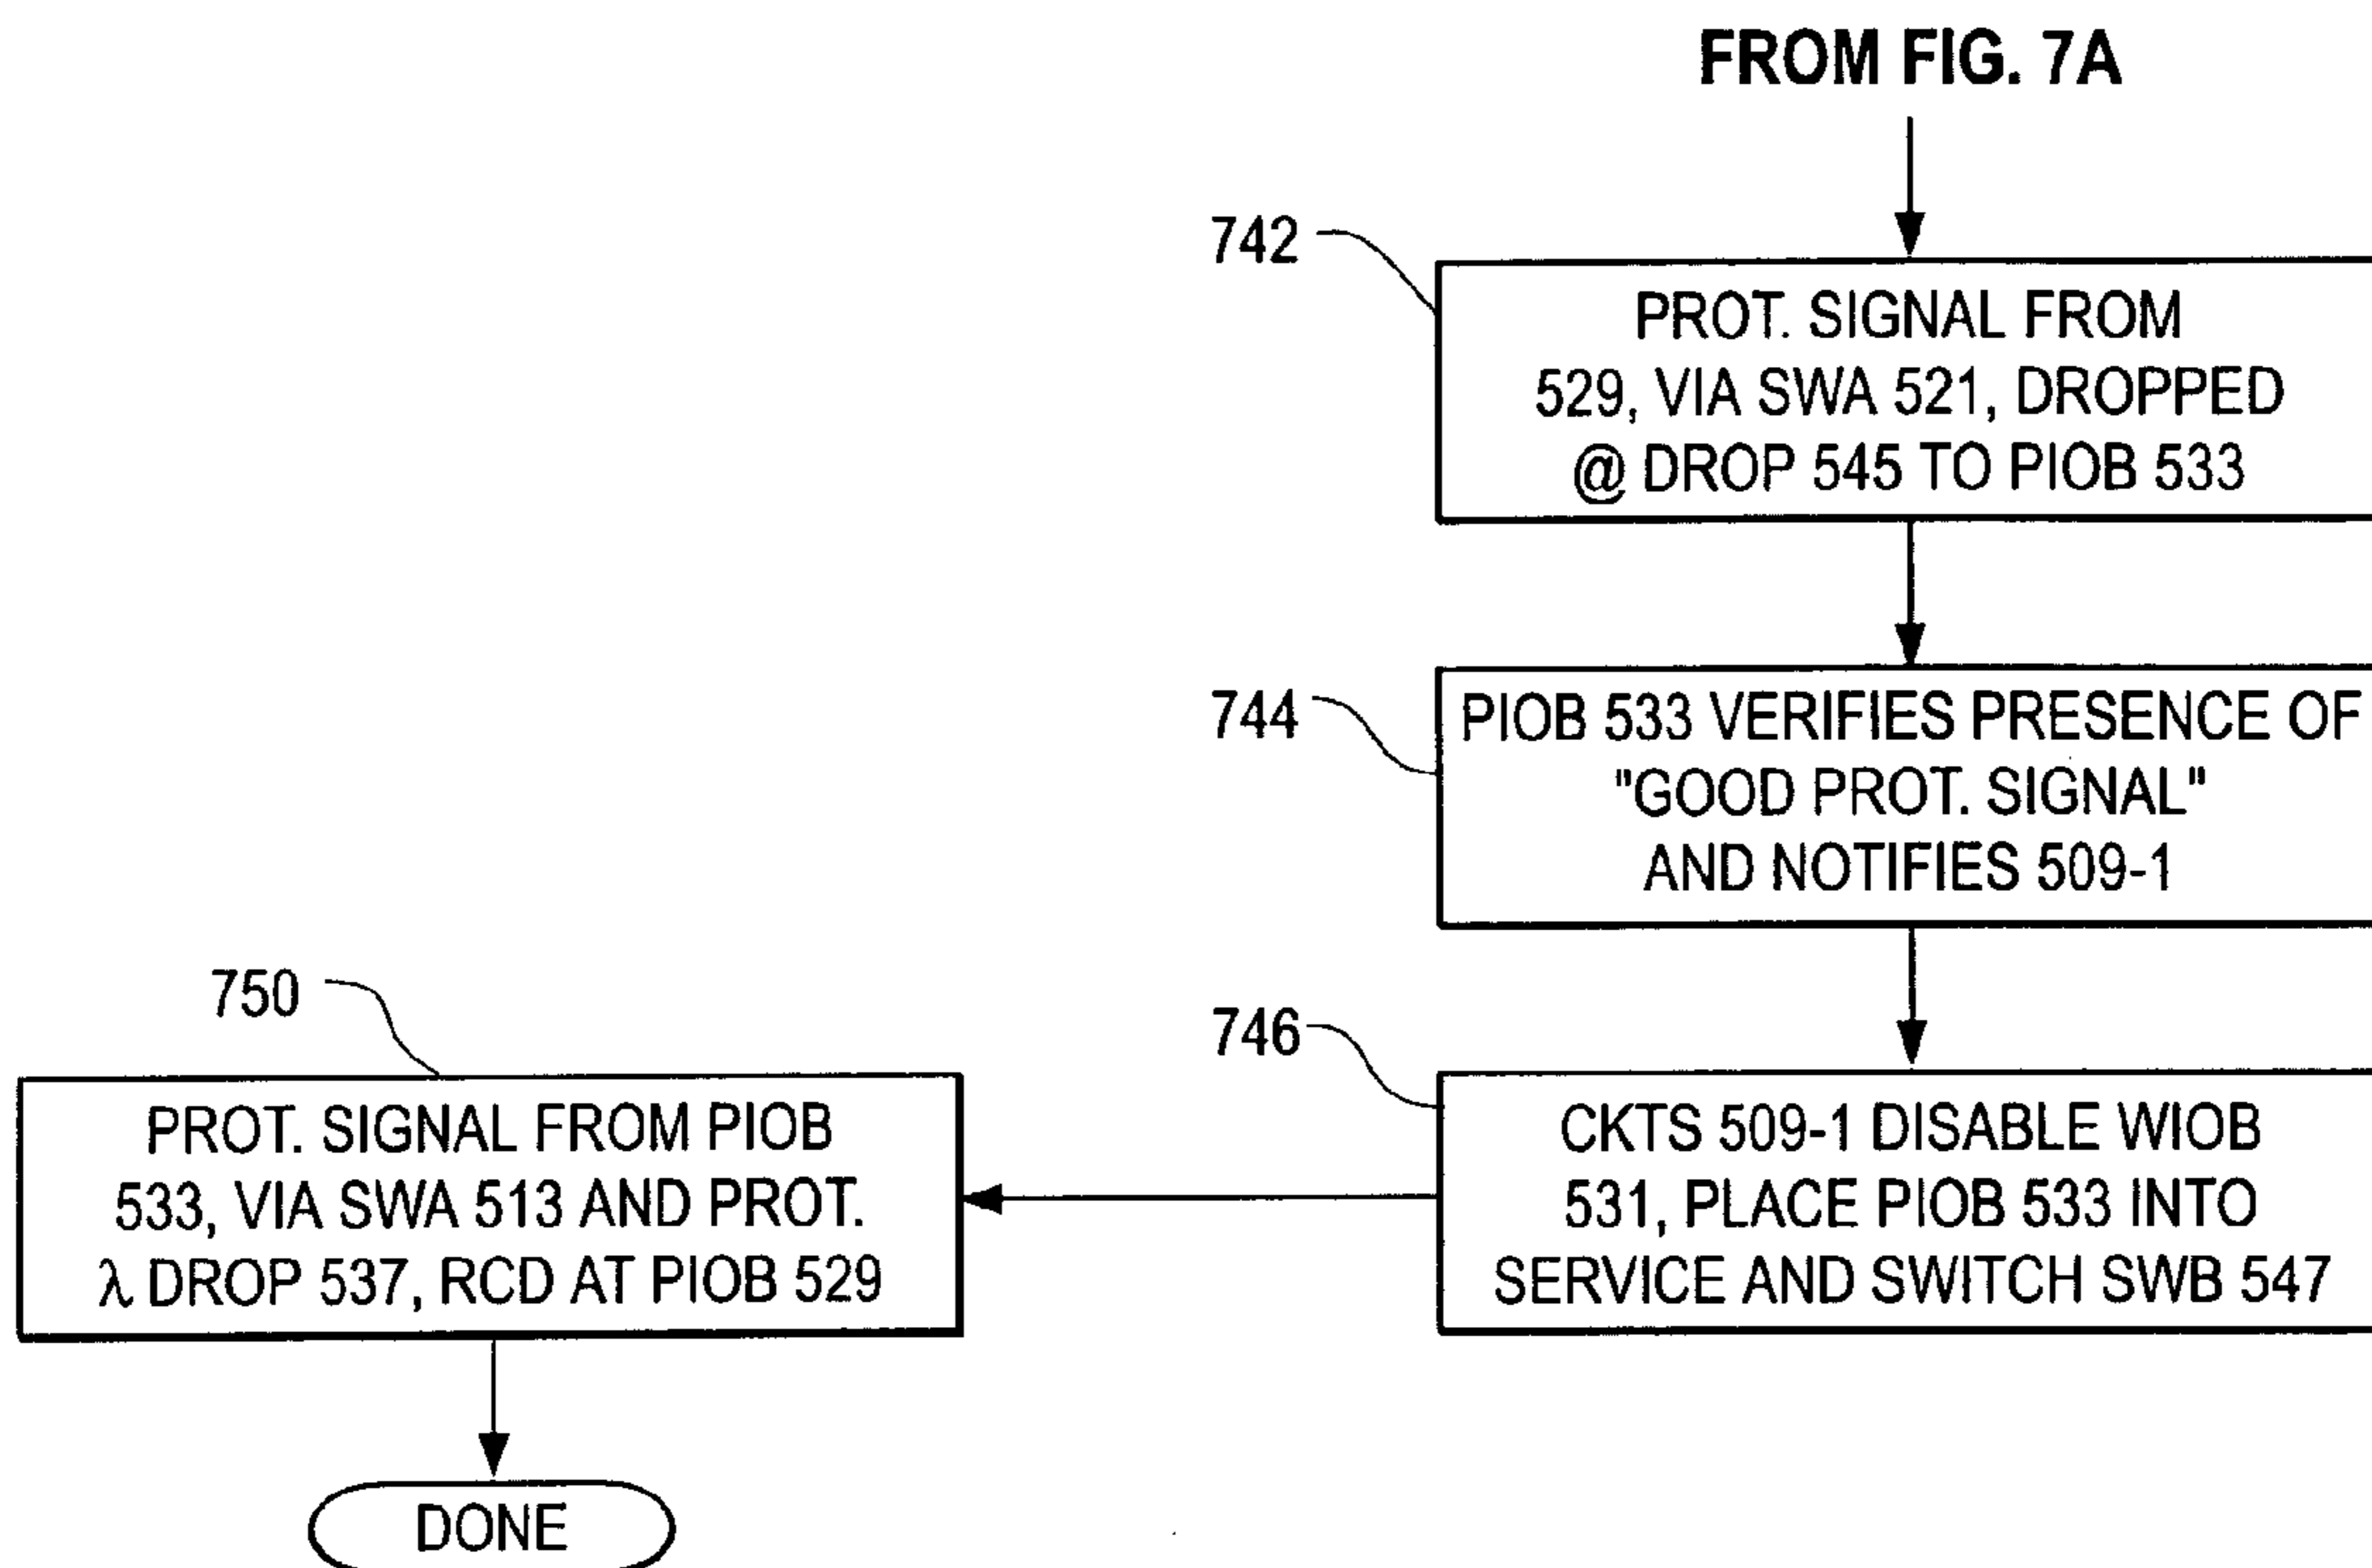 FROM FIG. 7A
742
PROT. SIGNAL FROM
529, VIA SWA 521, DROPPED
@ DROP 545 TO PIOB 533
744
PIOB 533 VERIFIES PRESENCE OF
"GOOD PROT. SIGNAL"
AND NOTIFIES 509-1
746
CKTS 509-1 DISABLE WIOB
531, PLACE PIOB 533 INTO
SERVICE AND SWITCH SWB 547
750
PROT. SIGNAL FROM PIOB
533, VIA SWA 513 AND PROT.
λ DROP 537, RCD AT PIOB 529
DONE